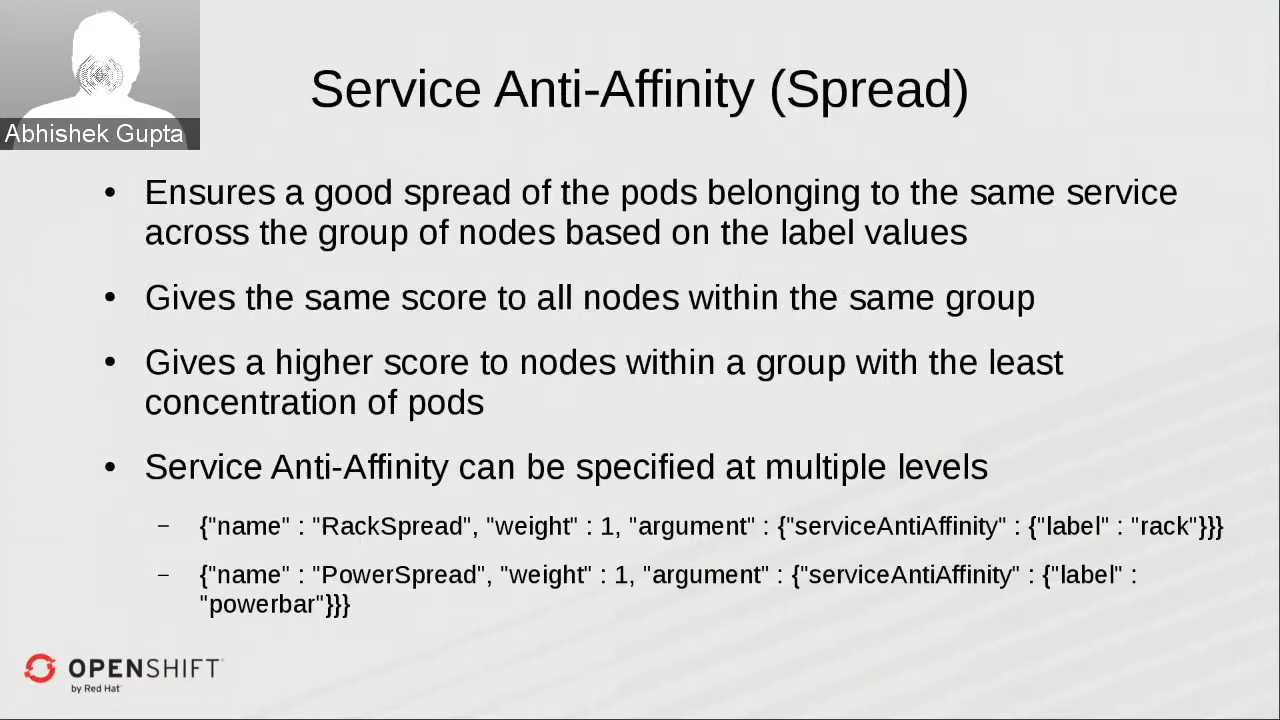 Abhishek Gupta
Service Anti-Affinity (Spread)
• Ensures a good spread of the pods belonging to the same service
across the group of nodes based on the label values
• Gives the same score to all nodes within the same group
• Gives a higher score to nodes within a group with the least
concentration of pods
• Service Anti-Affinity can be specified at multiple levels
– {"name" : "RackSpread", "weight" : 1, "argument" : {"serviceAntiAffinity" : {"label" : "rack"}}}
– {"name" : "PowerSpread", "weight" : 1, "argument" : {"serviceAntiAffinity" : {"label" :
"powerbar"}}}
OPENSHIFT
by Red Hat